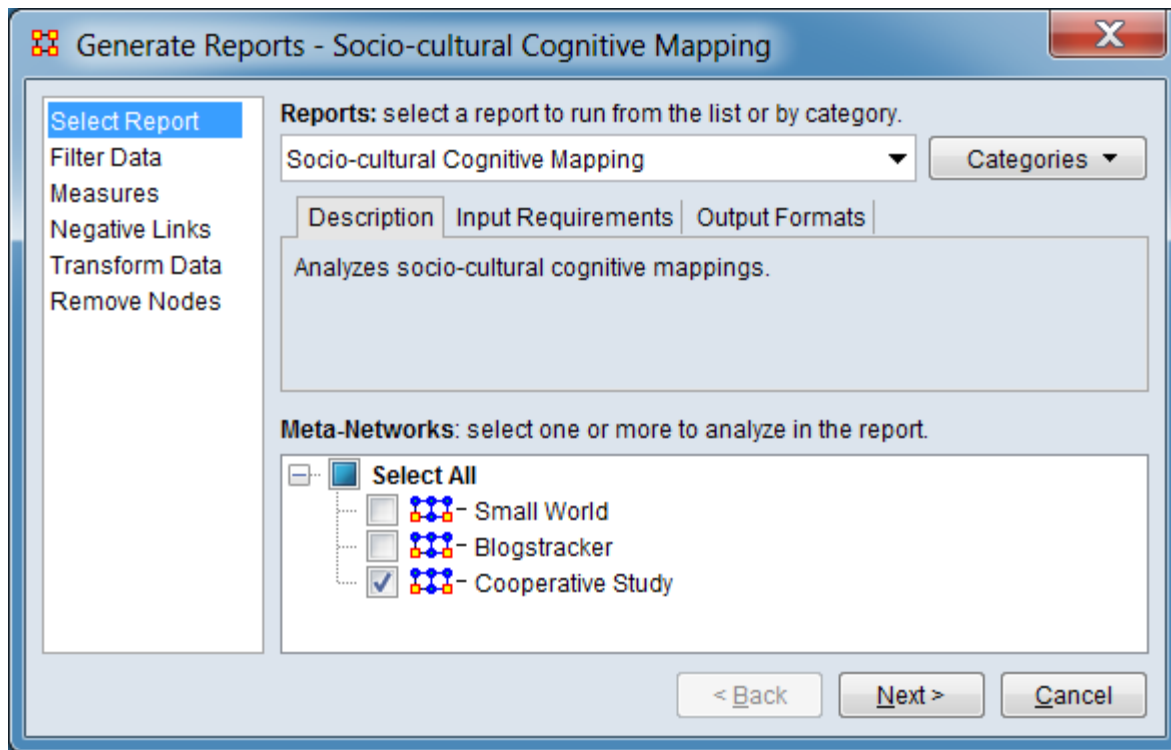 Generate Reports - Socio-cultural Cognitive Mapping
X
Select Report
Filter Data
Measures
Negative Links
Transform Data
Remove Nodes
Reports: select a report to run from the list or by category.
Socio-cultural Cognitive Mapping
Categories
Description
Input Requirements
Output Formats
Analyzes socio-cultural cognitive mappings.
Meta-Networks: select one or more to analyze in the report.
Select All
Small World
Blogstracker
Cooperative Study
< Back
Next >
Cancel